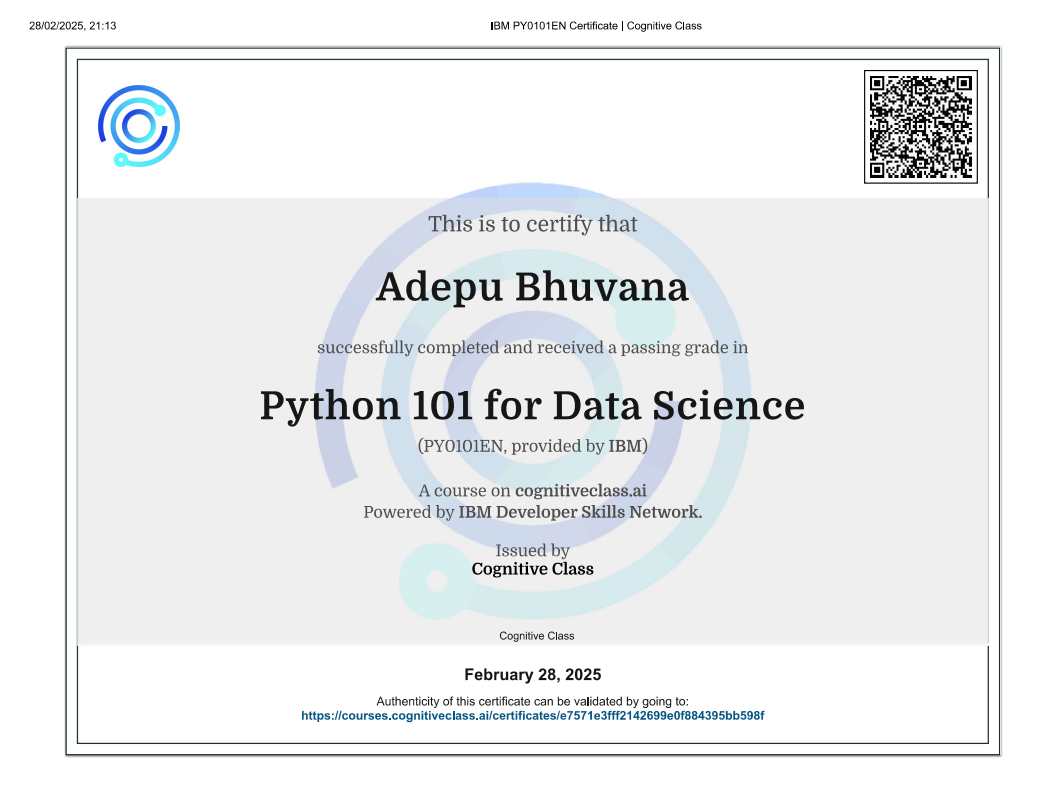 28/02/2025, 21:13
IBM PY0101EN Certificate | Cognitive Class
This is to certify that
Adepu Bhuvana
successfully completed and received a passing grade in
Python 101 for Data Science
(PY0101EN, provided by IBM)
A course on cognitiveclass.ai
Powered by IBM Developer Skills Network.
Issued by
Cognitive Class
Cognitive Class
February 28, 2025
Authenticity of this certificate can be validated by going to:
https://courses.cognitiveclass.ai/certificates/e7571e3fff2142699e0f884395bb598f